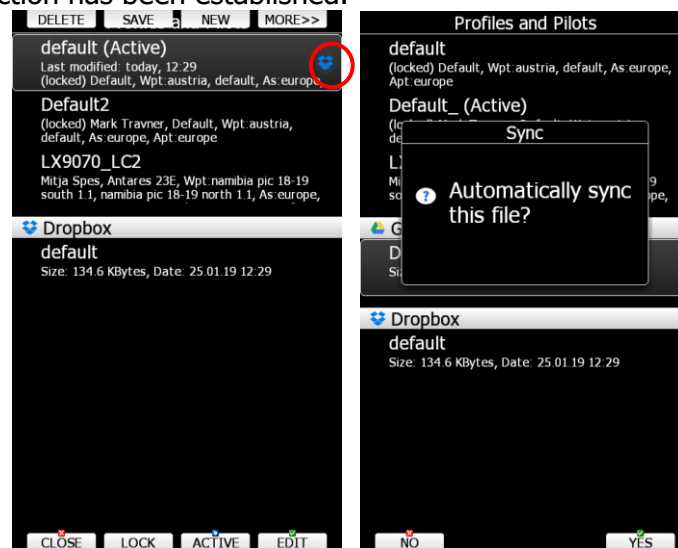 ction has been established.
DELETE SAVE NEW MORE>>
default (Active)
Last modified: today, 12:29
(locked) Default, Wpt:austria, default, As:europe,
Default2
(locked) Mark Travner, Default, Wpt:austria,
default, As:europe, Apt:europe
LX9070_LC2
Mitja Spes, Antares 23E, Wpt:namibia pic 18-19
south 1.1, namibia pic 18-19 north 1.1, As:europe,
Dropbox
default
Size: 134.6 KBytes, Date: 25.01.19 12:29
CLOSE LOCK ACTIVE EDIT
Profiles and Pilots
default
(locked) Default, Wpt:austria, default, As:europe,
Apt:europe
Default_ (Active)
Sync
Automatically sync
this file?
Dropbox
default
Size: 134.6 KBytes, Date: 25.01.19 12:29
NO YES